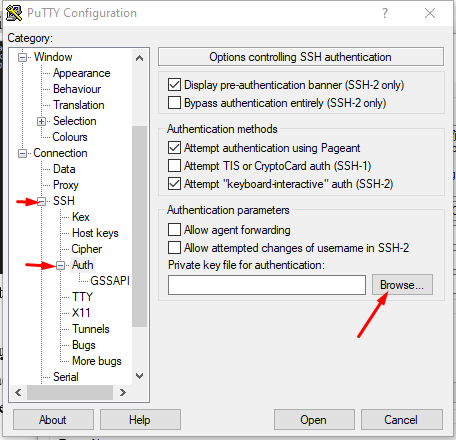 PuTTY Configuration
Category:
Window
Appearance
Behaviour
Translation
Selection
Colours
Connection
Data
Proxy
SSH
Kex
Host keys
Cipher
Auth
GSSAPI
TTY
X11
Tunnels
Bugs
More bugs
Serial
Options controlling SSH authentication
Display pre-authentication banner (SSH-2 only)
Bypass authentication entirely (SSH-2 only)
Authentication methods
Attempt authentication using Pageant
Attempt TIS or CryptoCard auth (SSH-1)
Attempt "keyboard-interactive" auth (SSH-2)
Authentication parameters
Allow agent forwarding
Allow attempted changes of username in SSH-2
Private key file for authentication:
Browse...
About
Help
Open
Cancel